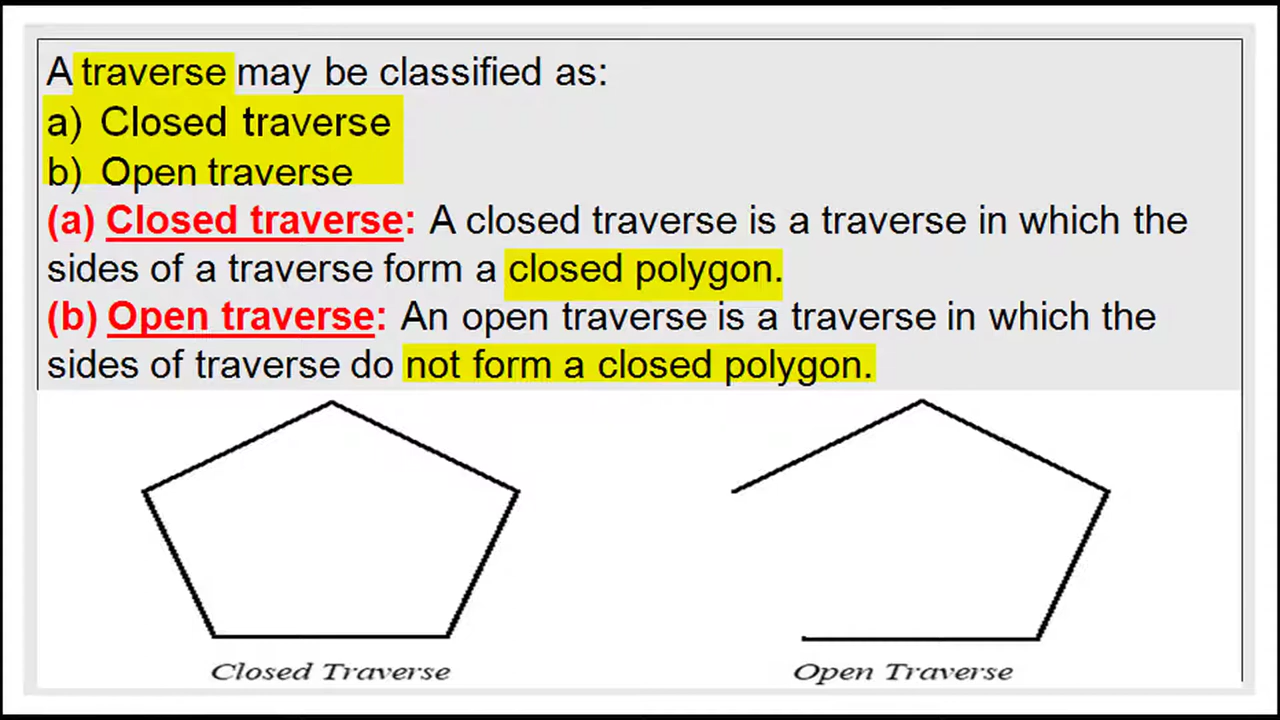 A traverse may be classified as:
a) Closed traverse
b) Open traverse
(a) Closed traverse: A closed traverse is a traverse in which the
sides of a traverse form a closed polygon.
(b) Open traverse: An open traverse is a traverse in which the
sides of traverse do not form a closed polygon.
Closed Traverse
Open Traverse